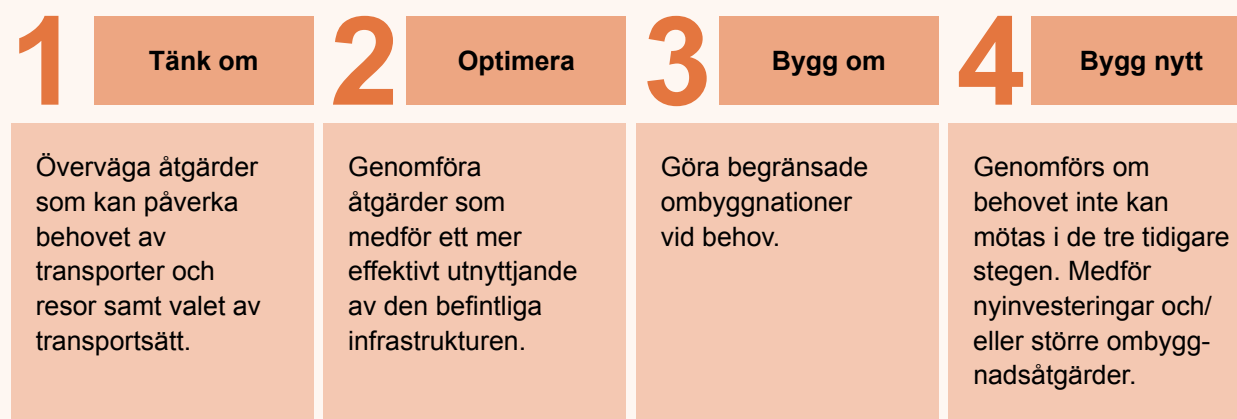 1 Tänk om
Överväga åtgärder
som kan påverka
behovet av
transporter och
resor samt valet av
transportsätt.
2 Optimera
Genomföra
åtgärder som
medför ett mer
effektivt utnyttjande
av den befintliga
infrastrukturen.
3 Bygg om
Göra begränsade
ombyggnationer
vid behov.
4 Bygg nytt
Genomförs om
behovet inte kan
mötas i de tre tidigare
stegen. Medför
nyinvesteringar och/
eller större ombygg-
nadsåtgärder.